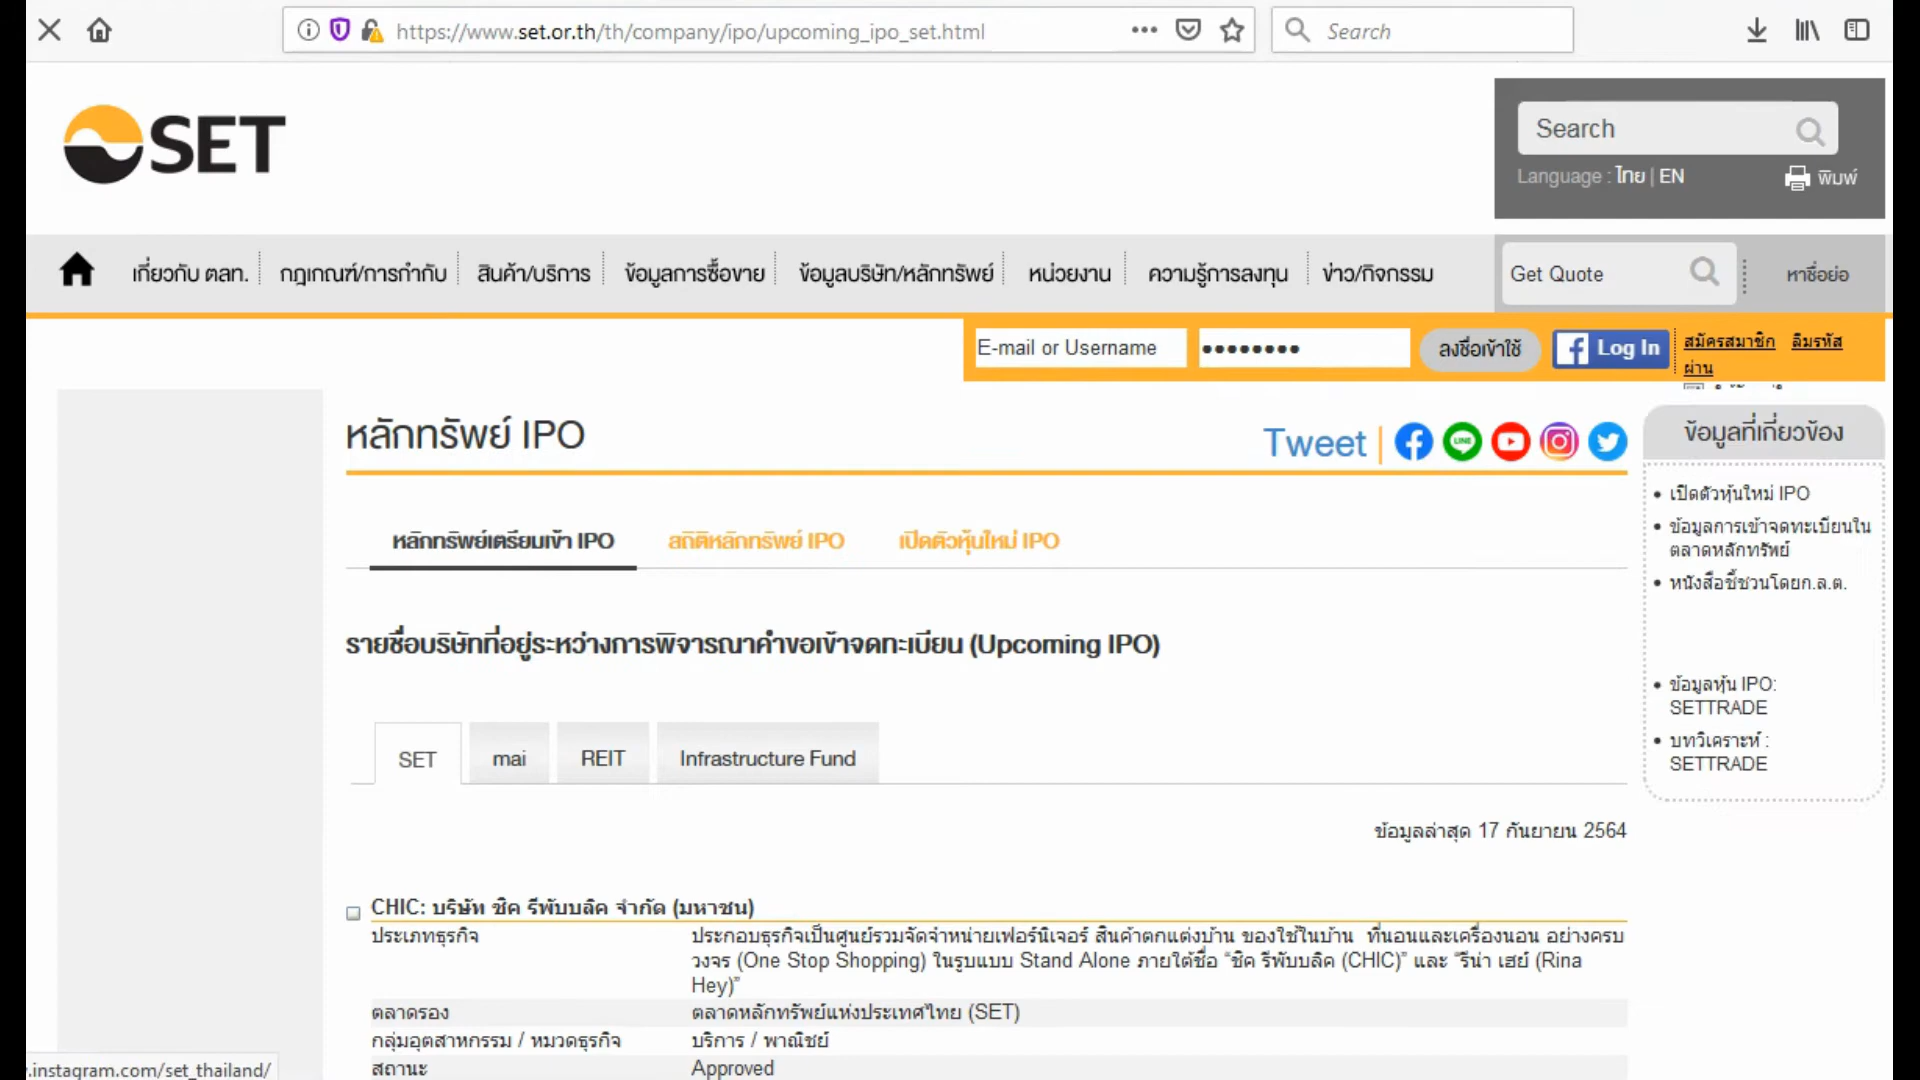 https://www.set.or.th/th/company/ipo/upcoming_ipo_set.html
Search
SET
Search
Language : ไทย | EN
พิมพ์
เกี่ยวกับ ตลท.
กฎเกณฑ์/การกำกับ
สินค้า/บริการ
ข้อมูลการซื้อขาย
ข้อมูลบริษัท/หลักทรัพย์
หน่วยงาน
ความรู้การลงทุน
ข่าว/กิจกรรม
Get Quote
หาชื่อย่อ
E-mail or Username
ลงชื่อเข้าใช้
Log In
สมัครสมาชิก ลืมรหัส
ผ่าน
หลักทรัพย์ IPO
Tweet
LINE
ข้อมูลที่เกี่ยวข้อง
เปิดตัวหุ้นใหม่ IPO
ข้อมูลการเข้าจดทะเบียนใน
ตลาดหลักทรัพย์
หนังสือชี้ชวนโดยก.ล.ต.
ข้อมูลหุ้น IPO:
SETTRADE
บทวิเคราะห์ :
SETTRADE
หลักทรัพย์เตรียมเข้า IPO
สถิติหลักทรัพย์ IPO
เปิดตัวหุ้นใหม่ IPO
รายชื่อบริษัทที่อยู่ระหว่างการพิจารณาคำขอเข้าจดทะเบียน (Upcoming IPO)
SET
mai
REIT
Infrastructure Fund
ข้อมูลล่าสุด 17 กันยายน 2564
CHIC: บริษัท ชิค รีพับบลิค จำกัด (มหาชน)
ประเภทธุรกิจ
ประกอบธุรกิจเป็นศูนย์รวมจัดจำหน่ายเฟอร์นิเจอร์ สินค้าตกแต่งบ้าน ของใช้ในบ้าน ที่นอนและเครื่องนอน อย่างครบ
วงจร (One Stop Shopping) ในรูปแบบ Stand Alone ภายใต้ชื่อ “ชิค รีพับบลิค (CHIC)” และ “รีน่า เฮย์ (Rina
Hey)”
ตลาดรอง
ตลาดหลักทรัพย์แห่งประเทศไทย (SET)
กลุ่มอุตสาหกรรม / หมวดธุรกิจ
บริการ / พาณิชย์
สถานะ
Approved
.instagram.com/set_thailand/